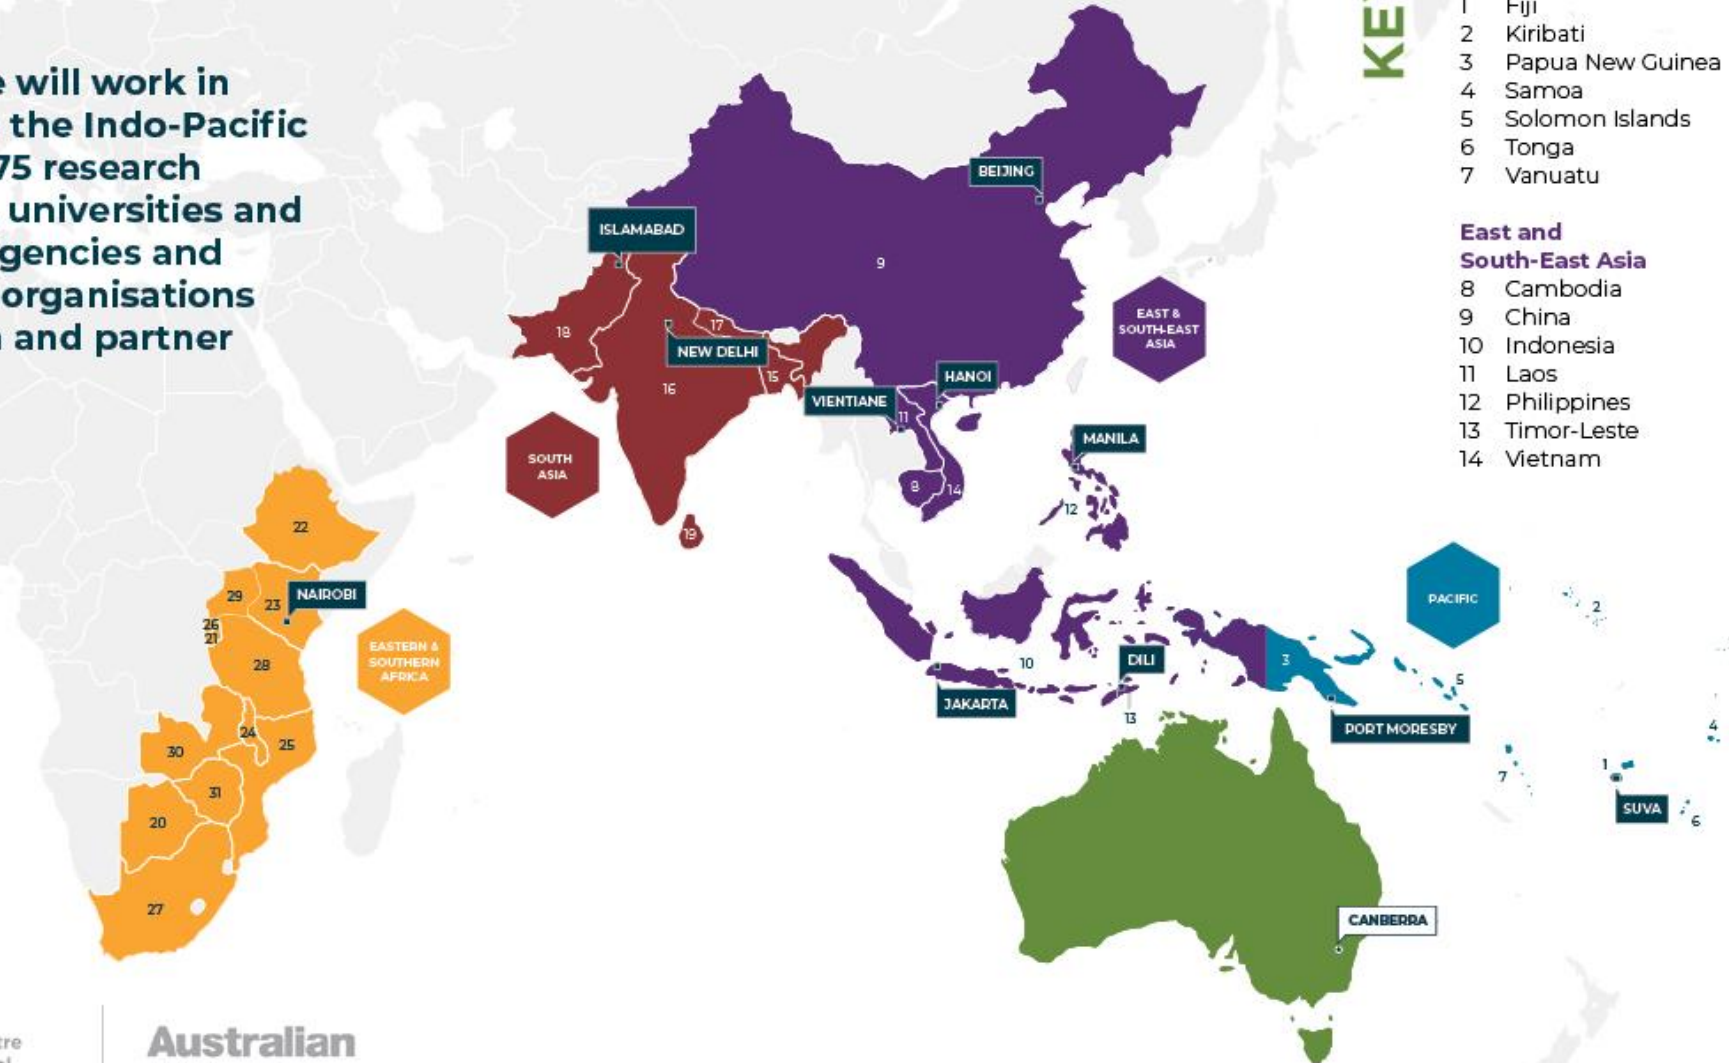 will work in
the Indo-Pacific
75 research
universities and
and
organisations
and partner
KEY
1 Fiji
2 Kiribati
3 Papua New Guinea
4 Samoa
5 Solomon Islands
6 Tonga
7 Vanuatu
East and
South-East Asia
8 Cambodia
9 China
10 Indonesia
11 Laos
12 Philippines
13 Timor-Leste
14 Vietnam
BEIJING
ISLAMABAD
9
EAST &
SOUTH-EAST
ASIA
18
17
NEW DELHI
15
16
HANOI
VIENTIANE
11
MANILA
SOUTH
ASIA
8
14
12
19
22
29
23
NAIROBI
26
21
28
EASTERN &
SOUTHERN
AFRICA
PACIFIC
2
10
DILI
3
5
JAKARTA
13
PORT MORESBY
4
24
25
30
7
1
31
SUVA
6
20
27
CANBERRA
Australian